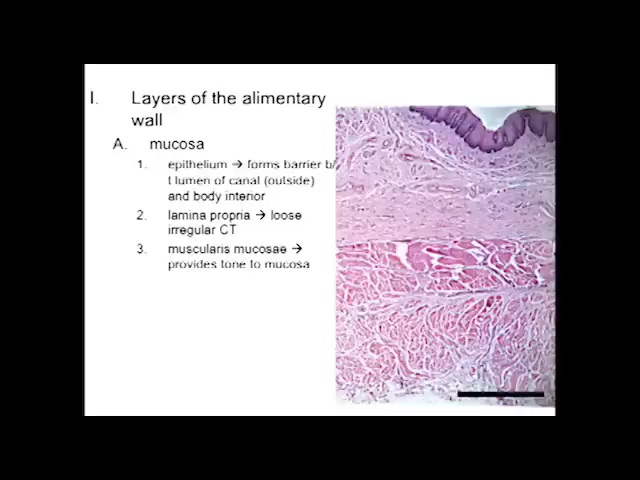 I. Layers of the alimentary
wall
A. mucosa
1. epithelium → forms barrier b/
t lumen of canal (outside)
and body interior
2. lamina propria → loose
irregular CT
3. muscularis mucosae →
provides tone to mucosa